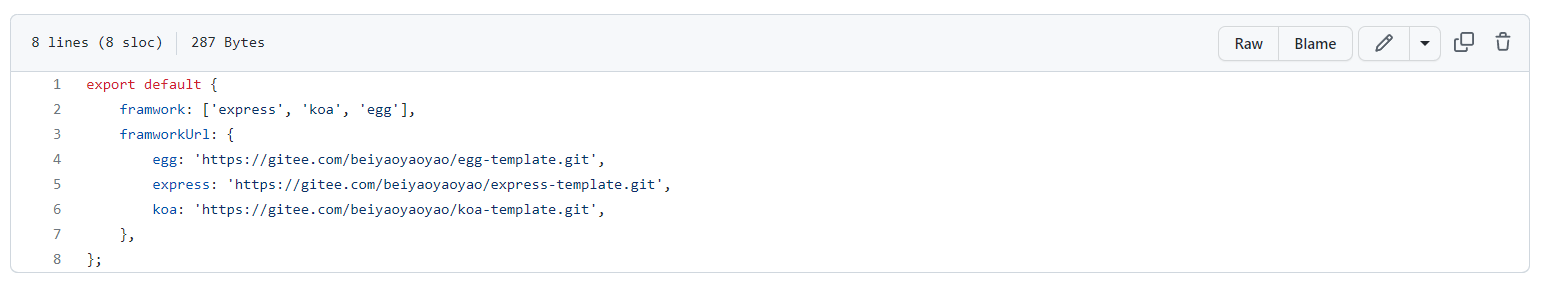 8 lines (8 sloc) 287 Bytes Raw Blame
1 export default {
2 framwork: ['express', 'koa', 'egg'],
3 framworkUrl: {
4 egg: 'https://gitee.com/beiyaoyaoyao/egg-template.git',
5 express: 'https://gitee.com/beiyaoyaoyao/express-template.git',
6 koa: 'https://gitee.com/beiyaoyaoyao/koa-template.git',
7 },
8 };